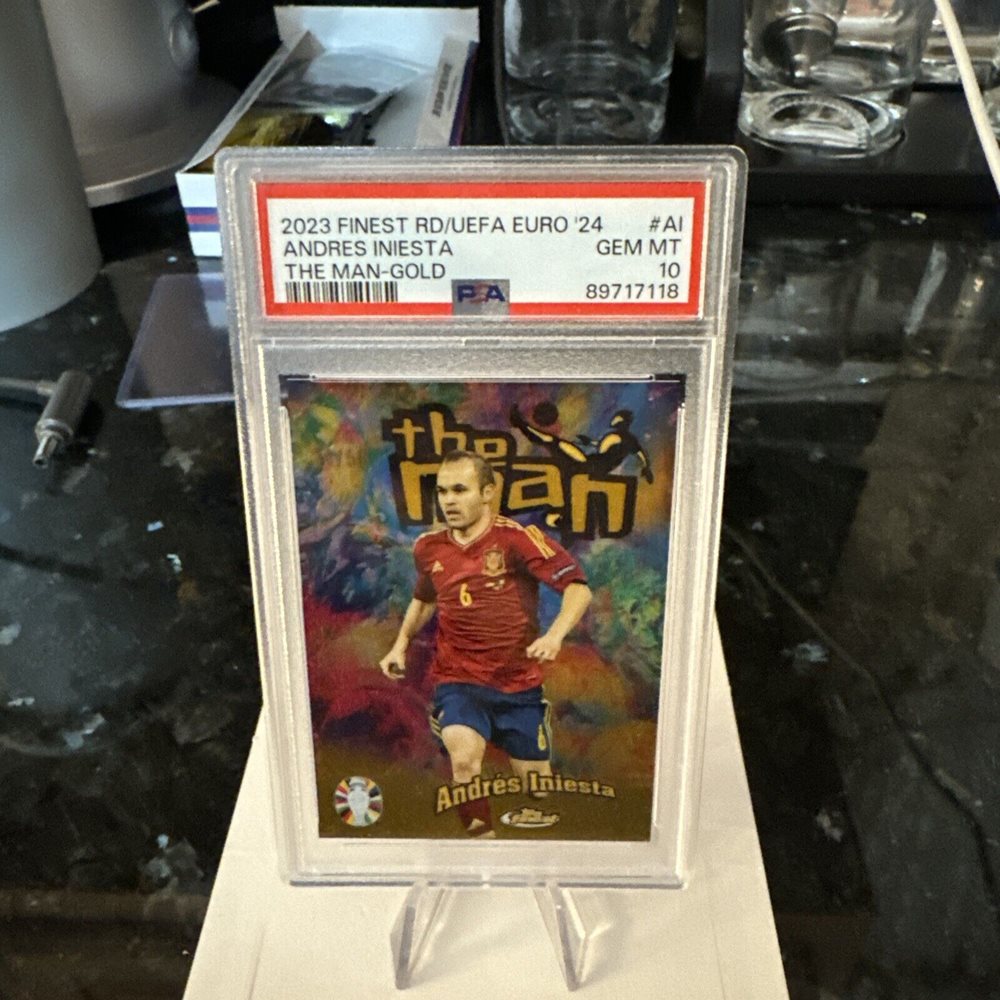 2023 FINEST RD/UEFA EURO '24 #AI
ANDRES INIESTA GEM MT
THE MAN-GOLD 10
PSA 89717118
the
man
6
6
Andrés Iniesta